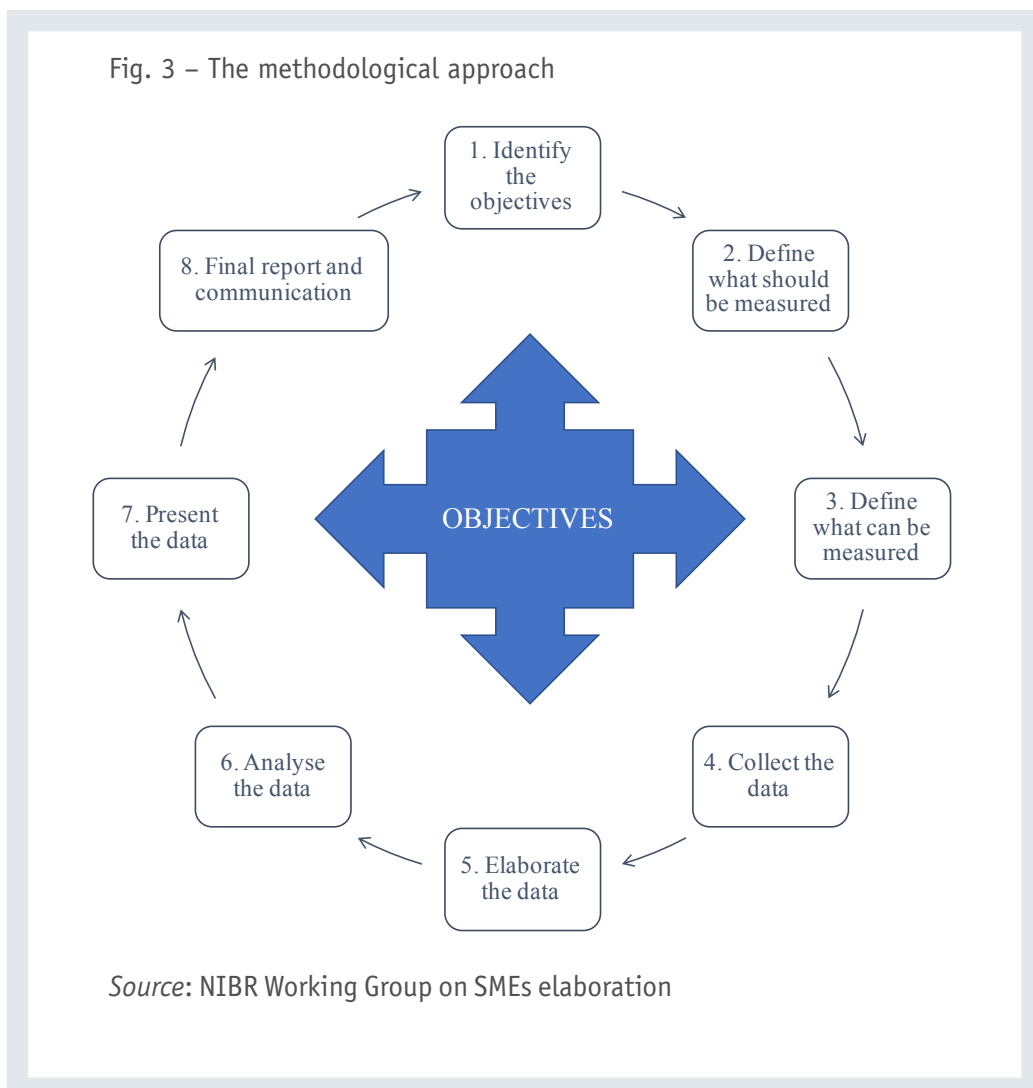 Fig. 3 – The methodological approach
1. Identify
the
objectives
2. Define
what should
be measured
3. Define
what can be
measured
4. Collect the
data
5. Elaborate
the data
6. Analyse
the data
7. Present
the data
8. Final report and
communication
OBJECTIVES
Source: NIBR Working Group on SMEs elaboration